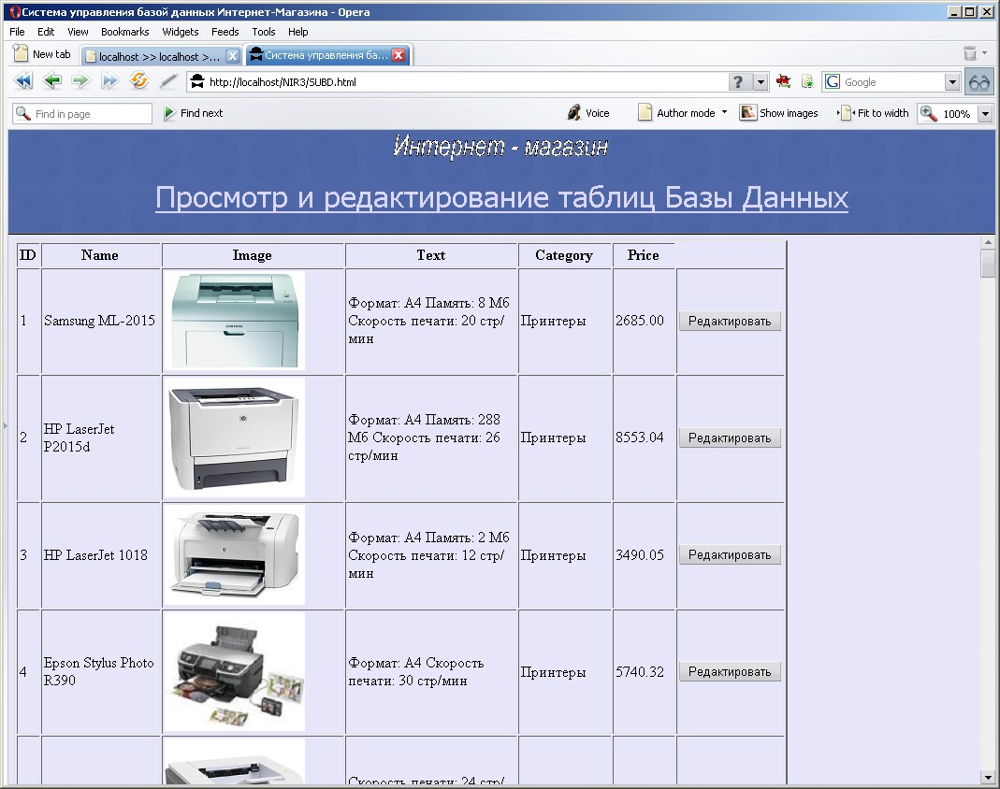 Система управления базой данных Интернет-Магазина - Opera
File Edit View Bookmarks Widgets Feeds Tools Help
New tab localhost >> localhost >... Система управления ба...
http://localhost/NIR3/SUBD.html ? G Google
Find in page Find next Voice Author mode Show images Fit to width 100%
Интернет - магазин
Просмотр и редактирование таблиц Базы Данных
ID Name Image Text Category Price
1 Samsung ML-2015 SAMSUNG Формат: A4 Память: 8 Мб
Скорость печати: 20 стр/
мин Принтеры 2685.00 Редактировать
2 HP LaserJet
P2015d hp Формат: A4 Память: 288
Мб Скорость печати: 26
стр/мин Принтеры 8553.04 Редактировать
3 HP LaserJet 1018 Формат: A4 Память: 2 Мб
Скорость печати: 12 стр/
мин Принтеры 3490.05 Редактировать
4 Epson Stylus Photo
R390 Формат: A4 Скорость
печати: 30 стр/мин Принтеры 5740.32 Редактировать
Скорость печати: 24 стр/